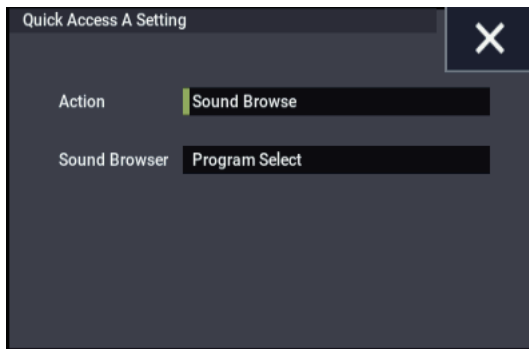 Quick Access A Setting
Action Sound Browse
Sound Browser Program Select